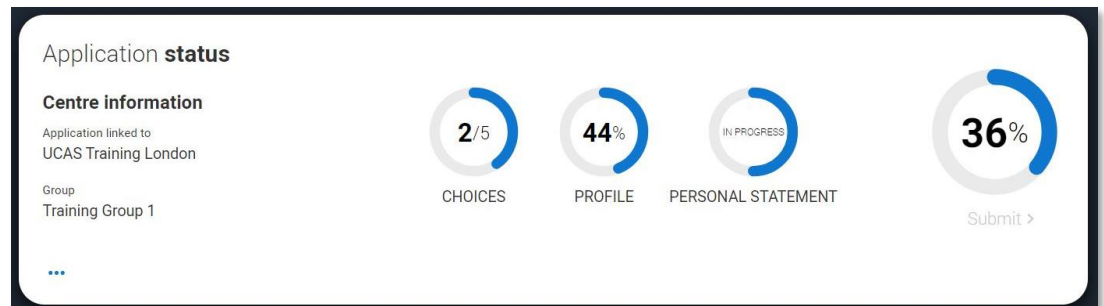 Application status
Centre information
Application linked to
UCAS Training London
Group
Training Group 1
2/5
CHOICES
44%
PROFILE
IN PROGRESS
PERSONAL STATEMENT
36%
Submit >